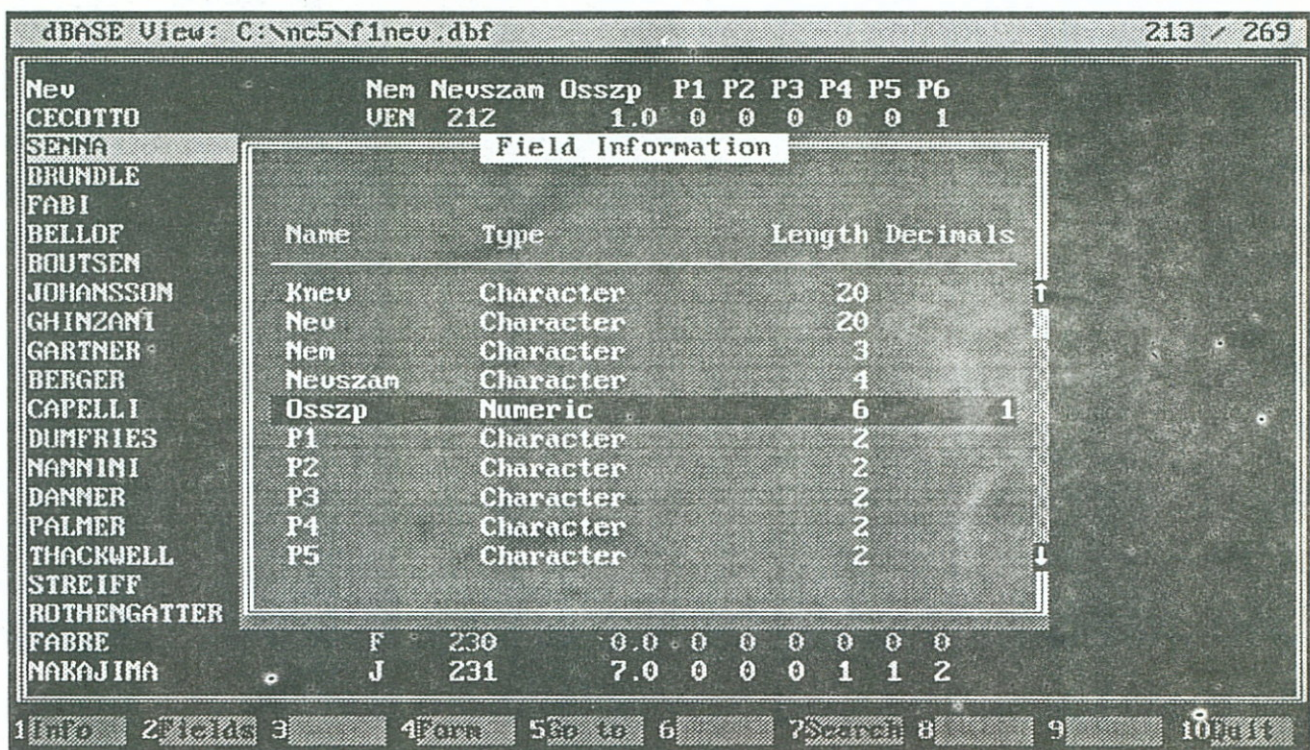 dBASE View: C:\nc5\f1nev.dbf 213 / 269
Nev Nem Nevszam Osszp P1 P2 P3 P4 P5 P6
CECOTTO VEN 212 1.0 0 0 0 0 0 1
SENNA Field Information
BRUNDLE
FABI
BELLOF Name Type Length Decimals
BOUTSEN
JOHANSSON Knev Character 20 ↑
GHINZANI Nev Character 20
GARTNER Nem Character 3
BERGER Nevszam Character 4
CAPELLI Osszp Numeric 6 1
DUMFRIES P1 Character 2
NANNINI P2 Character 2
DANNER P3 Character 2
PALMER P4 Character 2
THACKWELL P5 Character 2 ↓
STREIFF
ROTHENGATTER
FABRE F 230 0.0 0 0 0 0 0 0
NAKAJIMA J 231 7.0 0 0 0 1 1 2
1Info 2Fields 3 4Form 5Go to 6 7Search 8 9 10Quit